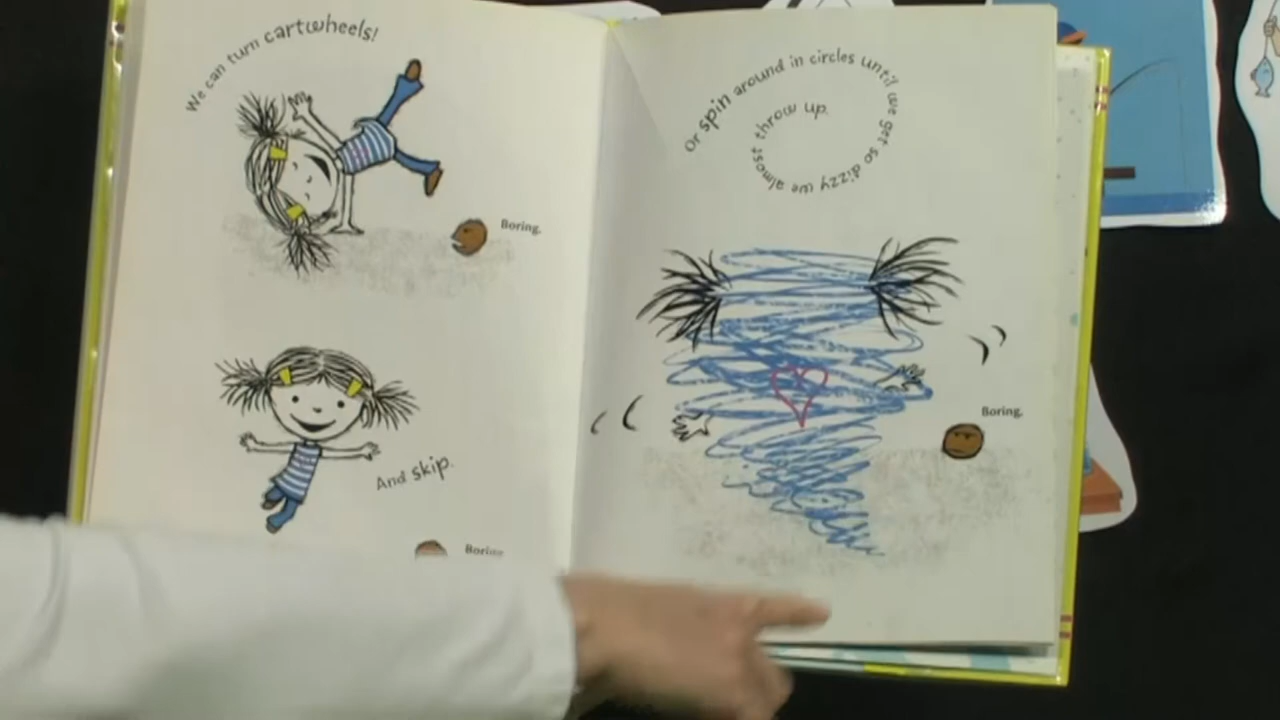 We can turn cartwheels!
Boring.
And skip.
Boring
Or spin around in circles until we get so dizzy we almost throw up.
Boring.